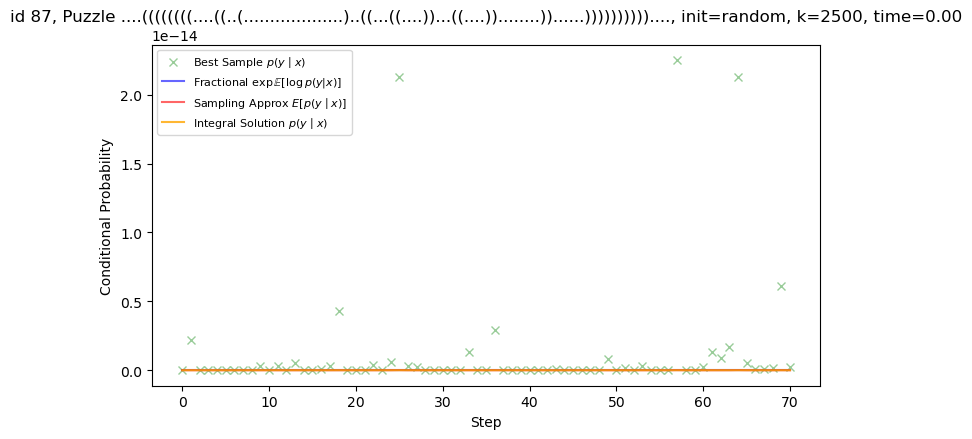 id 87, Puzzle ....((((((((....((..(....................)..((...((....))...((....))........))......))))))))))...., init=random, k=2500, time=0.00
1e−14
Best Sample p(y | x)
Fractional exp𝔼[log p(y|x)]
Sampling Approx E[p(y | x)]
Integral Solution p(y | x)
2.0
1.5
1.0
0.5
0.0
Conditional Probability
0 10 20 30 40 50 60 70
Step